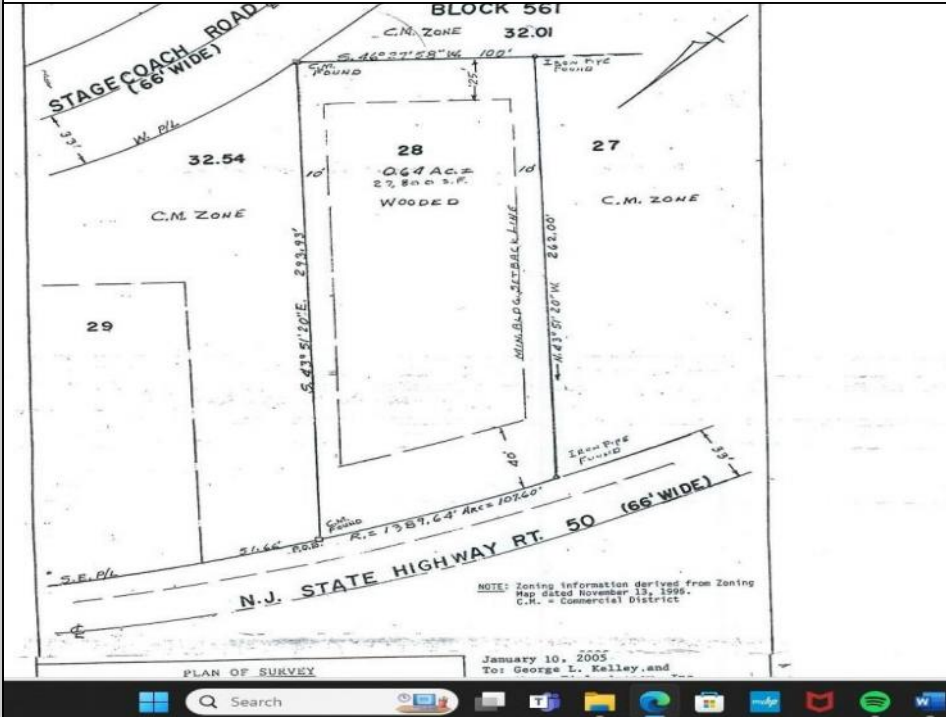 BLOCK 561
C.M. ZONE 32.01
STAGECOACH ROAD
(66' WIDE)
S. 46°27'58" W. 100'
C.M. FOUND
IRON PIPE FOUND
25'
33'
W. P/L
32.54
C.M. ZONE
28
0.64 AC.±
27,800 S.F.
WOODED
10'
10'
27
C.M. ZONE
S. 43°51'20"E. 293.93'
MIN. BLDG. SETBACK LINE
N. 43°51'20"W. 262.00'
29
40'
IRON PIPE
FOUND
33'
C.M.
FOUND
S.E. P/L
51.66'
P.O.B.
R. = 1389.64' ARC = 107.60'
N.J. STATE HIGHWAY RT. 50 (66' WIDE)
NOTE: Zoning information derived from Zoning
Map dated November 13, 1996.
C.M. = Commercial District
PLAN OF SURVEY
January 10, 2005
To: George L. Kelley, and
Search